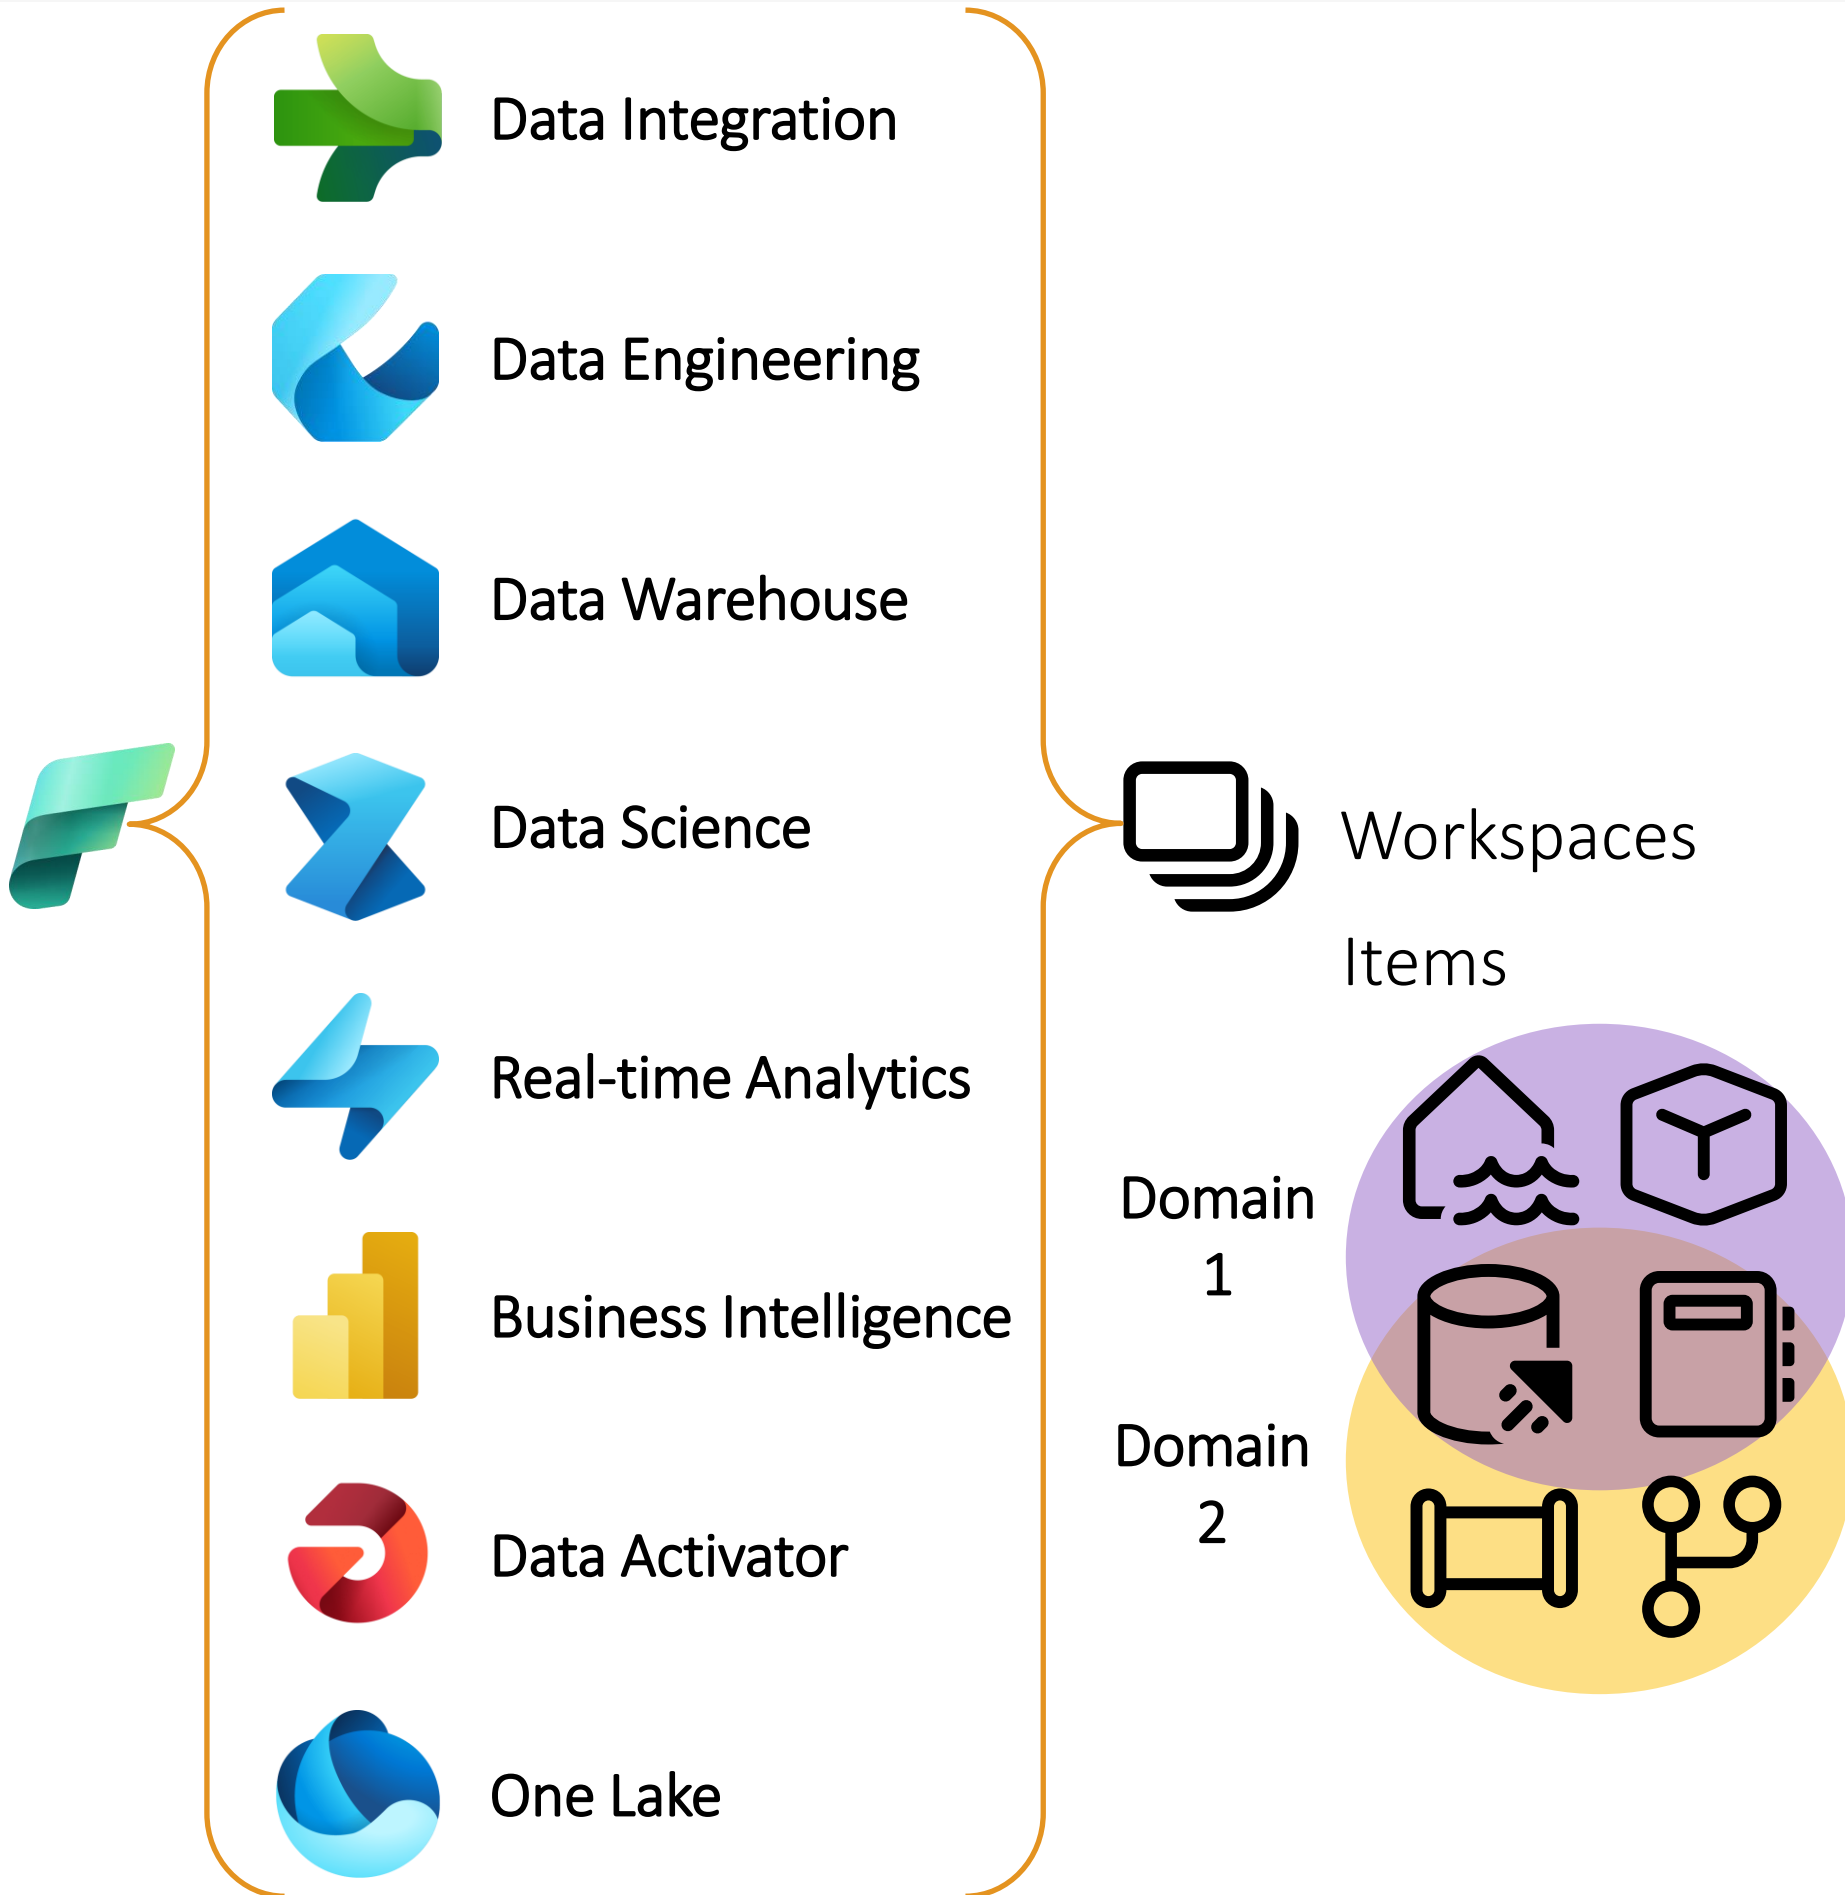 Data Integration
Data Engineering
Data Warehouse
Data Science
Real-time Analytics
Business Intelligence
Data Activator
One Lake
Workspaces
Items
Domain
1
Domain
2